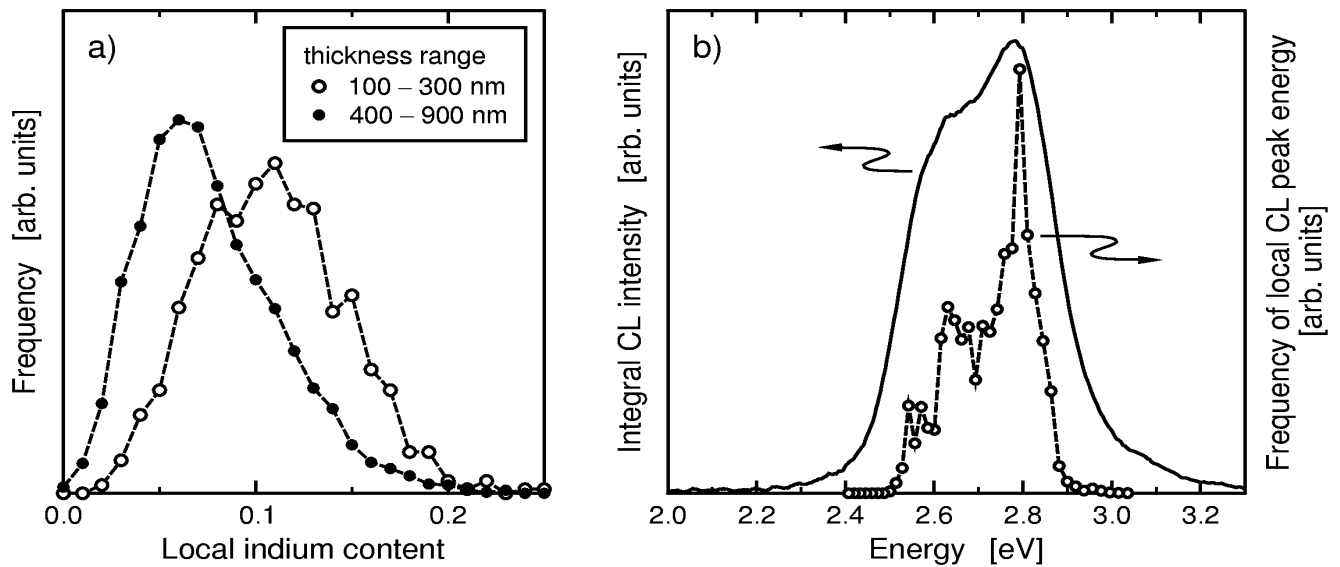 a)
thickness range
100 – 300 nm
400 – 900 nm
Frequency [arb. units]
0.0
0.1
0.2
Local indium content
b)
Integral CL intensity [arb. units]
Frequency of local CL peak energy
[arb. units]
2.0
2.2
2.4
2.6
2.8
3.0
3.2
Energy [eV]